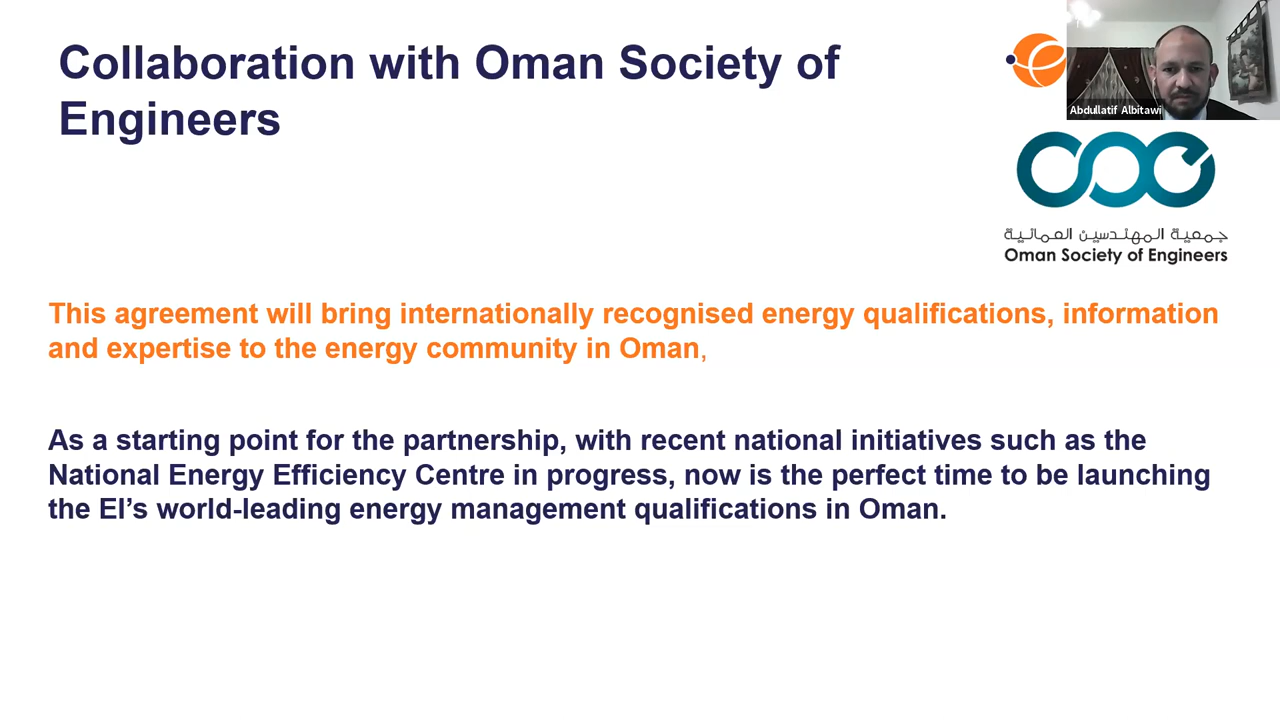 Collaboration with Oman Society of
Engineers
Abdullatif Albitawi
جمعية المهندسين العمانية
Oman Society of Engineers
This agreement will bring internationally recognised energy qualifications, information
and expertise to the energy community in Oman,
As a starting point for the partnership, with recent national initiatives such as the
National Energy Efficiency Centre in progress, now is the perfect time to be launching
the EI’s world-leading energy management qualifications in Oman.